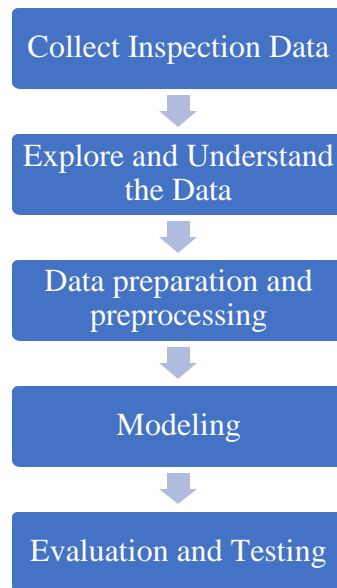 Collect Inspection Data
Explore and Understand
the Data
Data preparation and
preprocessing
Modeling
Evaluation and Testing